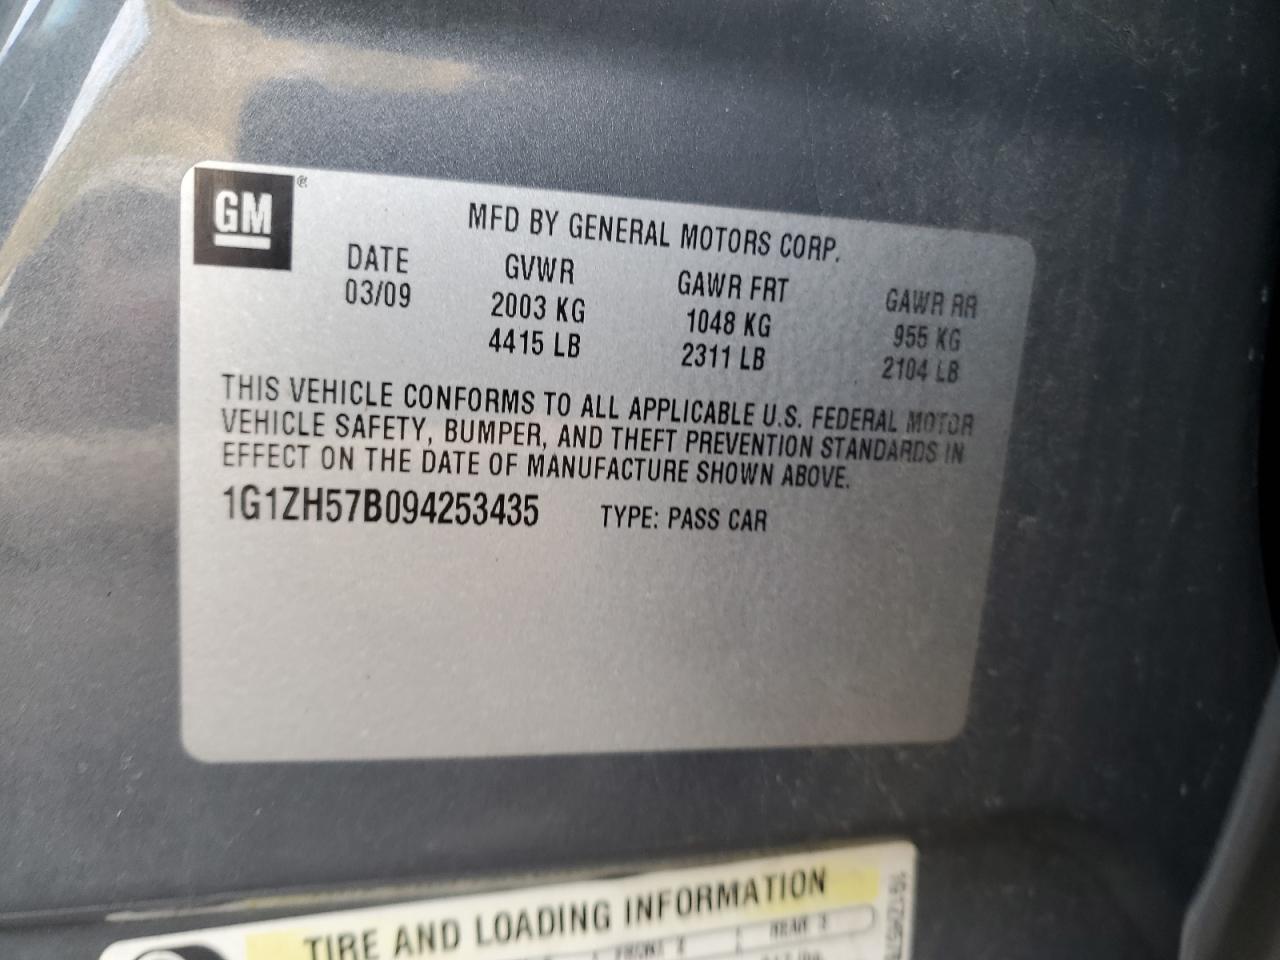 GM®
MFD BY GENERAL MOTORS CORP.
DATE GVWR GAWR FRT GAWR RR
03/09 2003 KG 1048 KG 955 KG
4415 LB 2311 LB 2104 LB
THIS VEHICLE CONFORMS TO ALL APPLICABLE U.S. FEDERAL MOTOR
VEHICLE SAFETY, BUMPER, AND THEFT PREVENTION STANDARDS IN
EFFECT ON THE DATE OF MANUFACTURE SHOWN ABOVE.
1G1ZH57B094253435 TYPE: PASS CAR
TIRE AND LOADING INFORMATION